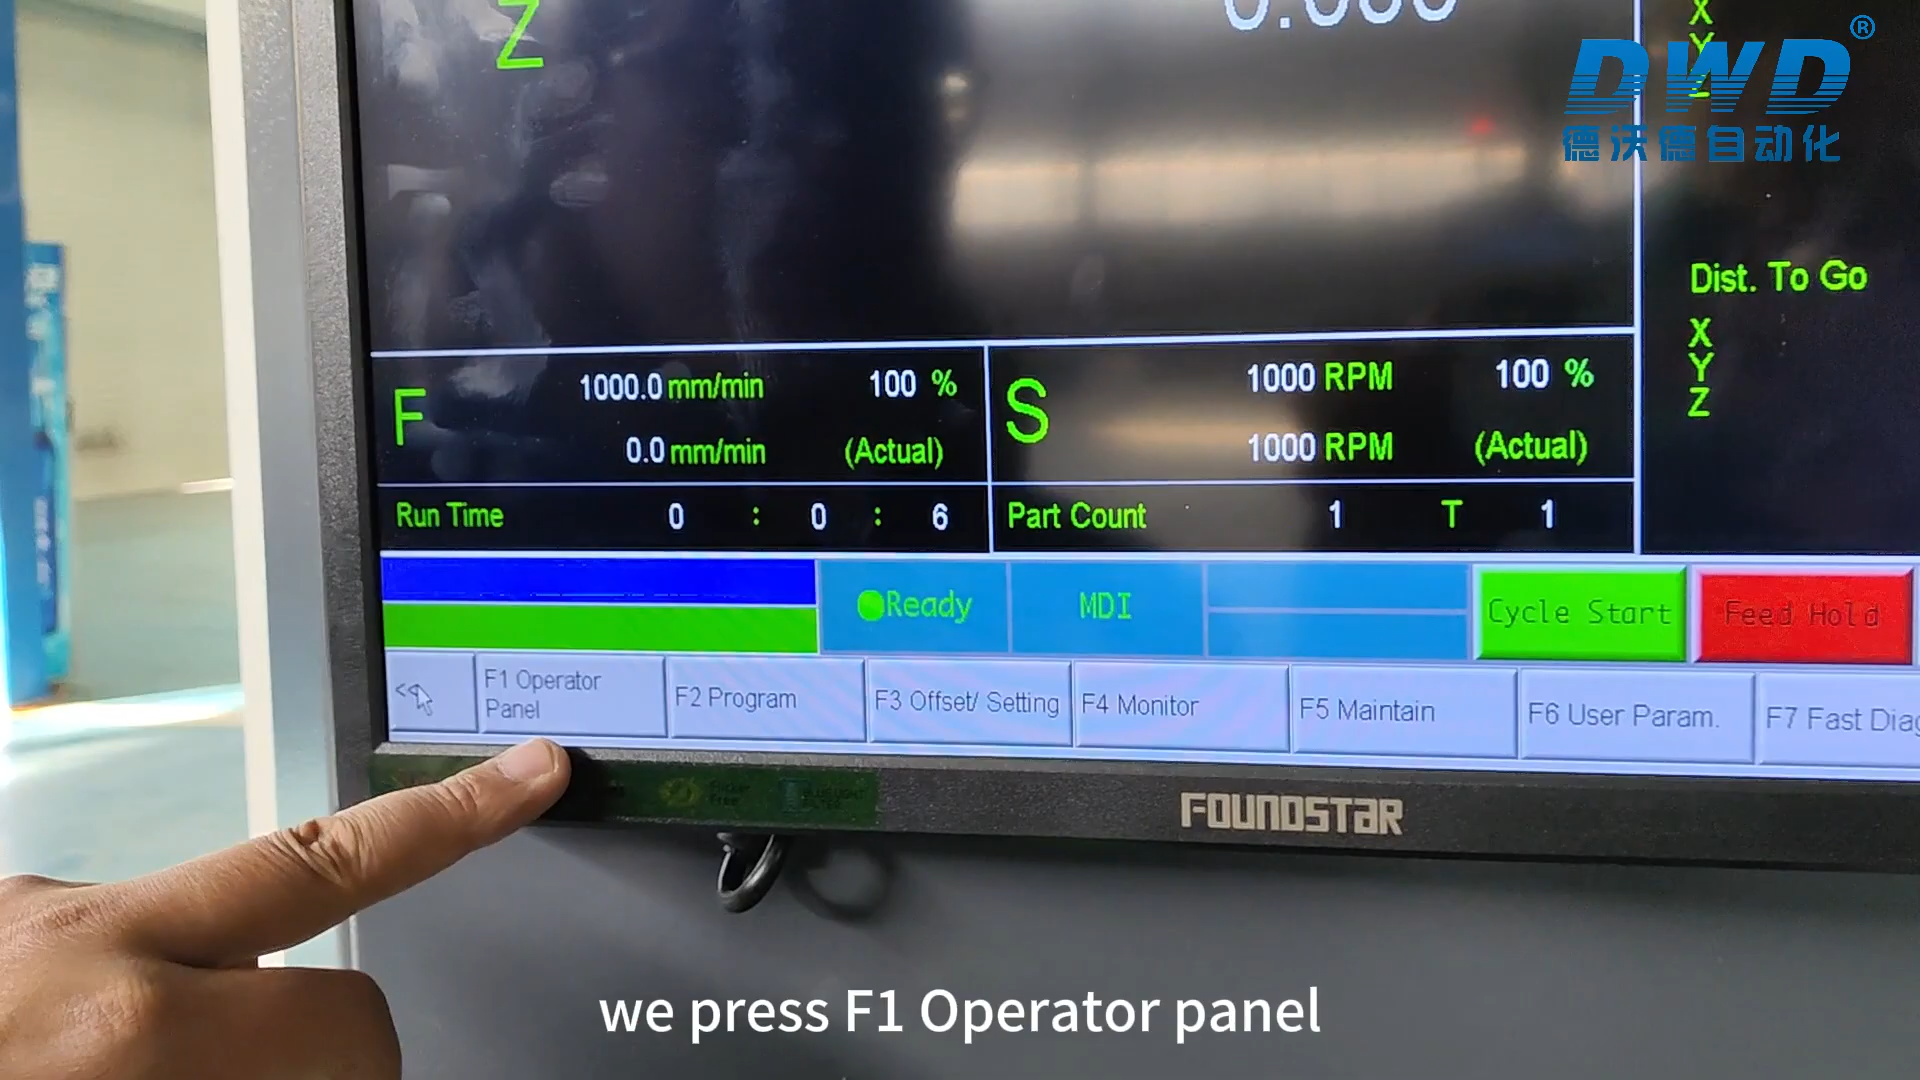 Z
X
Y
Z
DWD®
德沃德自动化
Dist. To Go
X
Y
Z
F 1000.0 mm/min 100 %
0.0 mm/min (Actual)
S 1000 RPM 100 %
1000 RPM (Actual)
Run Time 0 : 0 : 6
Part Count 1 T 1
Ready
MDI
Cycle Start
Feed Hold
<<
F1 Operator
Panel
F2 Program
F3 Offset/ Setting
F4 Monitor
F5 Maintain
F6 User Param.
F7 Fast Diag
FOUNDSTAR
we press F1 Operator panel